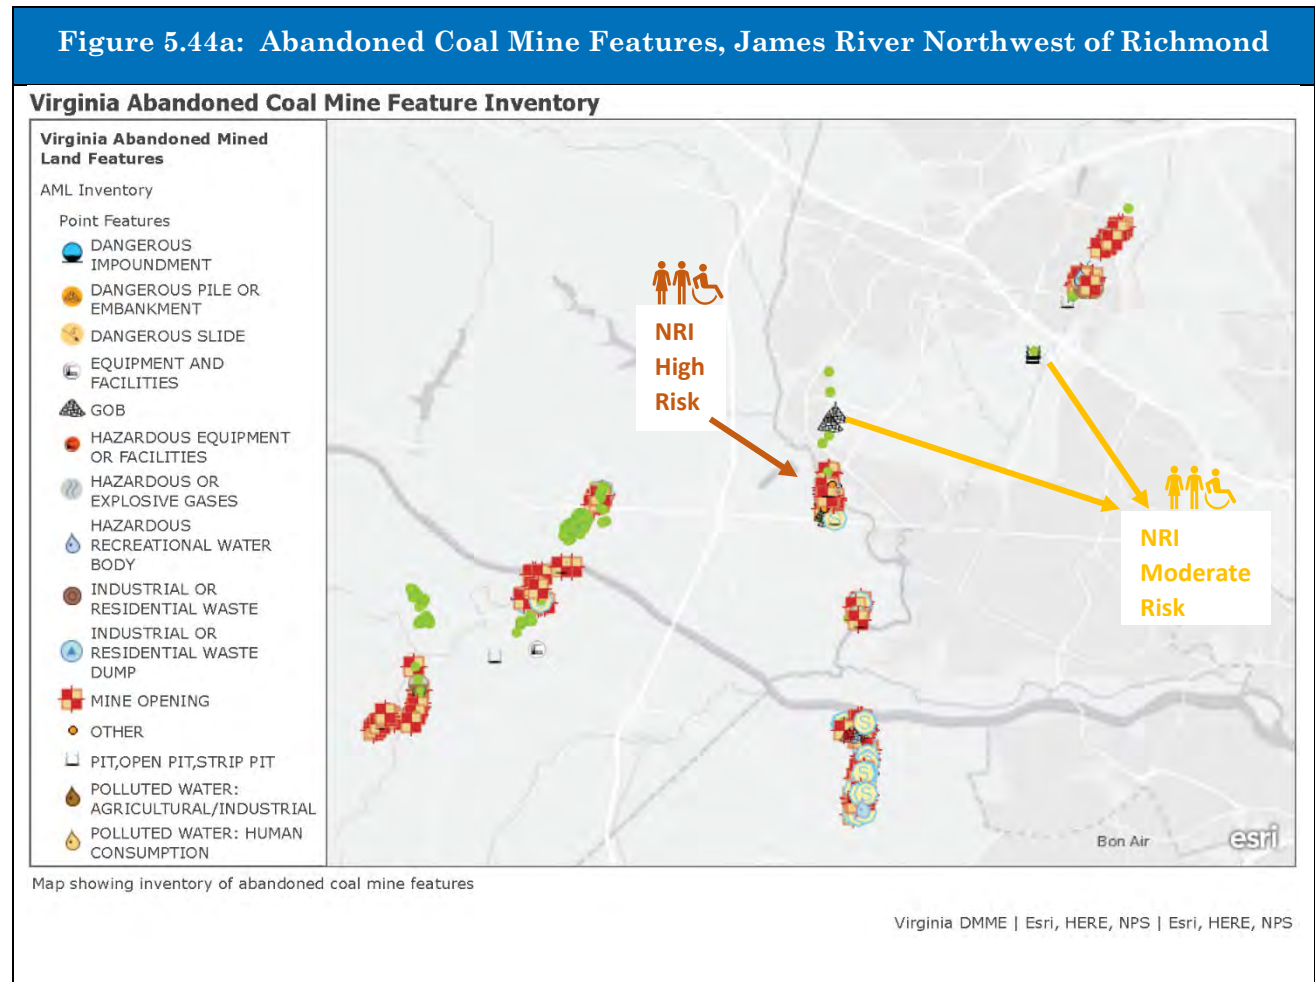 Figure 5.44a: Abandoned Coal Mine Features, James River Northwest of Richmond
Virginia Abandoned Coal Mine Feature Inventory
Virginia Abandoned Mined
Land Features
AML Inventory
Point Features
DANGEROUS
IMPOUNDMENT
DANGEROUS PILE OR
EMBANKMENT
DANGEROUS SLIDE
EQUIPMENT AND
FACILITIES
GOB
HAZARDOUS EQUIPMENT
OR FACILITIES
HAZARDOUS OR
EXPLOSIVE GASES
HAZARDOUS
RECREATIONAL WATER
BODY
INDUSTRIAL OR
RESIDENTIAL WASTE
INDUSTRIAL OR
RESIDENTIAL WASTE
DUMP
MINE OPENING
OTHER
PIT,OPEN PIT,STRIP PIT
POLLUTED WATER:
AGRICULTURAL/INDUSTRIAL
POLLUTED WATER: HUMAN
CONSUMPTION
NRI
High
Risk
NRI
Moderate
Risk
Bon Air
esri
Map showing inventory of abandoned coal mine features
Virginia DMME | Esri, HERE, NPS | Esri, HERE, NPS